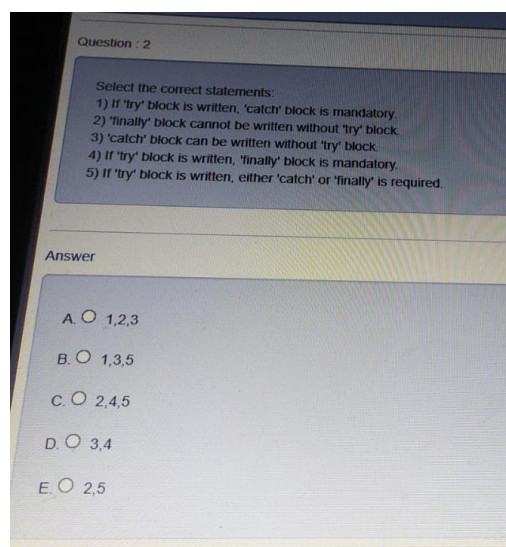 Question : 2
Select the correct statements:
1) If 'try' block is written, 'catch' block is mandatory.
2) 'finally' block cannot be written without 'try' block.
3) 'catch' block can be written without 'try' block.
4) If 'try' block is written, 'finally' block is mandatory.
5) If 'try' block is written, either 'catch' or 'finally' is required.
Answer
A. 1,2,3
B. 1,3,5
C. 2,4,5
D. 3,4
E. 2,5